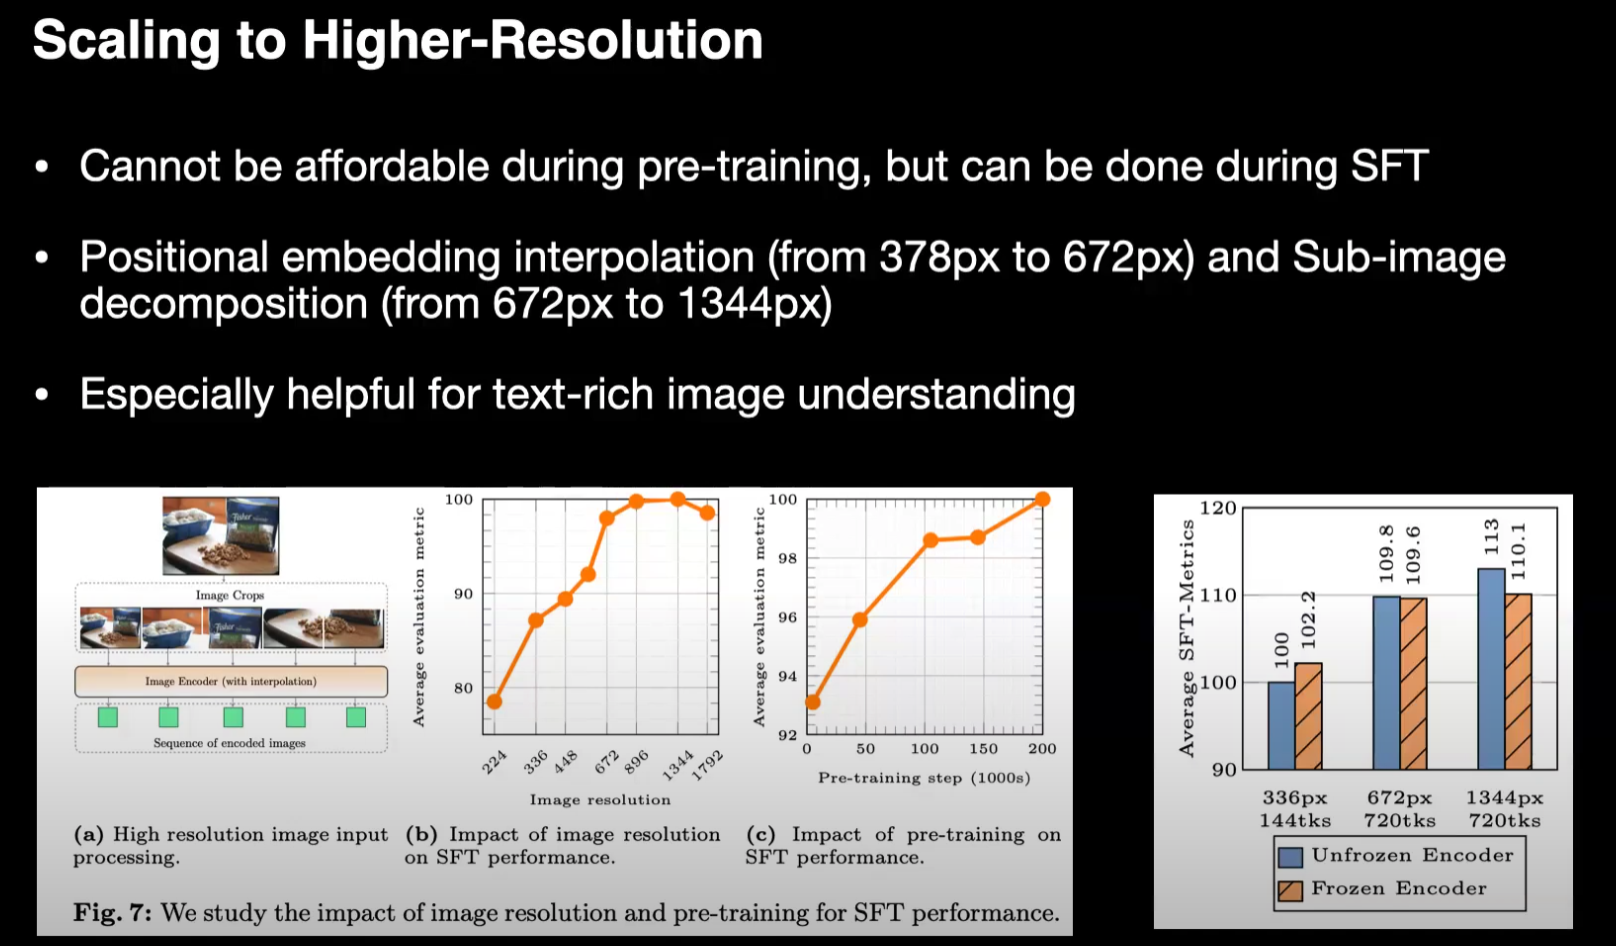 Scaling to Higher-Resolution
• Cannot be affordable during pre-training, but can be done during SFT
• Positional embedding interpolation (from 378px to 672px) and Sub-image
decomposition (from 672px to 1344px)
• Especially helpful for text-rich image understanding
Image Crops
Image Encoder (with interpolation)
Sequence of encoded images
(a) High resolution image input
processing.
Average evaluation metric
100
90
80
224 336 448 672 896 1344 1792
Image resolution
(b) Impact of image resolution
on SFT performance.
Average evaluation metric
100
98
96
94
92
0 50 100 150 200
Pre-training step (1000s)
(c) Impact of pre-training on
SFT performance.
Fig. 7: We study the impact of image resolution and pre-training for SFT performance.
Average SFT-Metrics
120
110
100
90
100 102.2 109.8 109.6 113 110.1
336px 672px 1344px
144tks 720tks 720tks
Unfrozen Encoder
Frozen Encoder